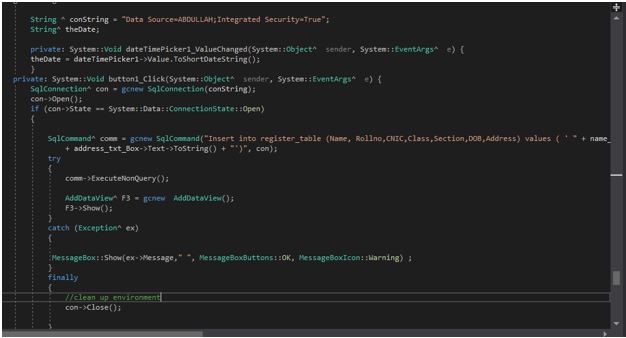 String ^ conString = "Data Source=ABDULLAH;Integrated Security=True";
String^ theDate;
private: System::Void dateTimePicker1_ValueChanged(System::Object^ sender, System::EventArgs^ e) {
theDate = dateTimePicker1->Value.ToShortDateString();
}
private: System::Void button1_Click(System::Object^ sender, System::EventArgs^ e) {
SqlConnection^ con = gcnew SqlConnection(conString);
con->Open();
if (con->State == System::Data::ConnectionState::Open)
{
SqlCommand^ comm = gcnew SqlCommand("Insert into register_table (Name, Rollno,CNIC,Class,Section,DOB,Address) values ( ' " + name_
+ address_txt_Box->Text->ToString() + "')", con);
try
{
comm->ExecuteNonQuery();
AddDataView^ F3 = gcnew AddDataView();
F3->Show();
}
catch (Exception^ ex)
{
MessageBox::Show(ex->Message," ", MessageBoxButtons::OK, MessageBoxIcon::Warning) ;
}
finally
{
//clean up environment
con->Close();
}